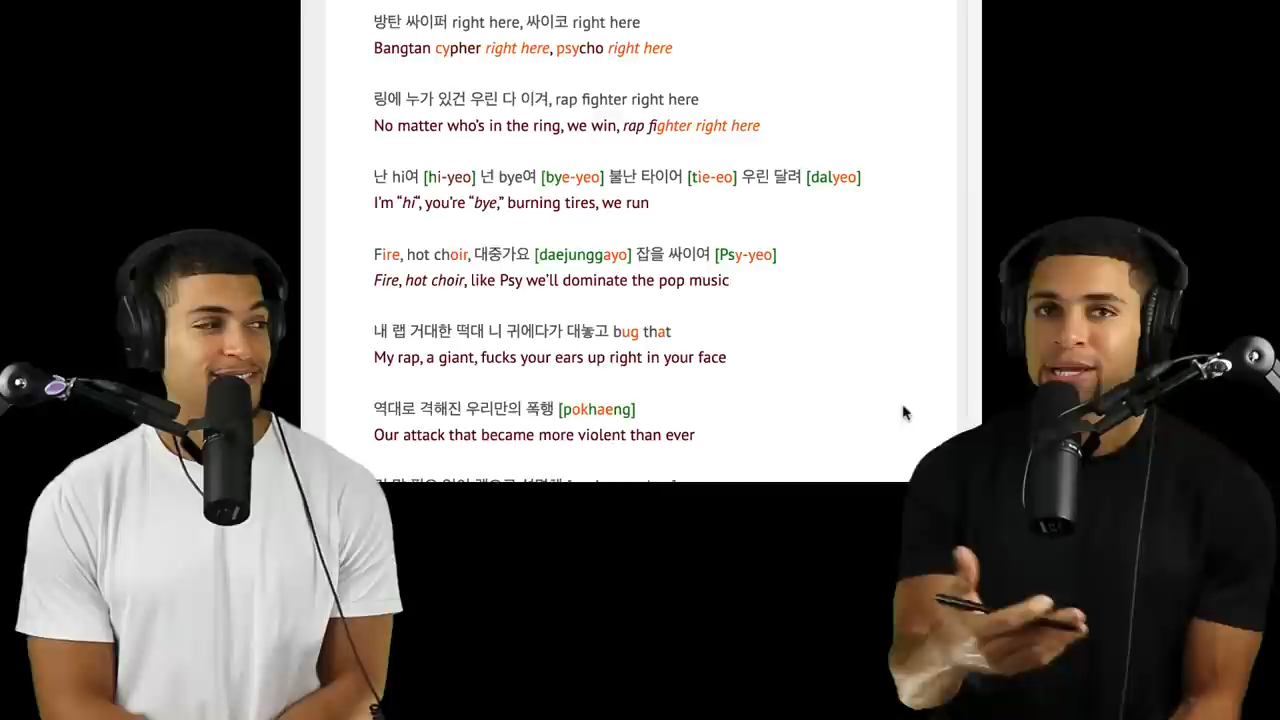 방탄 싸이퍼 right here, 싸이코 right here
Bangtan cypher right here, psycho right here
링에 누가 있건 우린 다 이겨, rap fighter right here
No matter who's in the ring, we win, rap fighter right here
난 hi여 [hi-yeo] 넌 bye여 [bye-yeo] 불난 타이어 [tie-eo] 우린 달려 [dalyeo]
I'm “hi“, you're “bye,” burning tires, we run
Fire, hot choir, 대중가요 [daejunggayo] 잡을 싸이여 [Psy-yeo]
Fire, hot choir, like Psy we'll dominate the pop music
내 랩 거대한 떡대 니 귀에다가 대놓고 bug that
My rap, a giant, fucks your ears up right in your face
역대로 격해진 우리만의 폭행 [pokhaeng]
Our attack that became more violent than ever